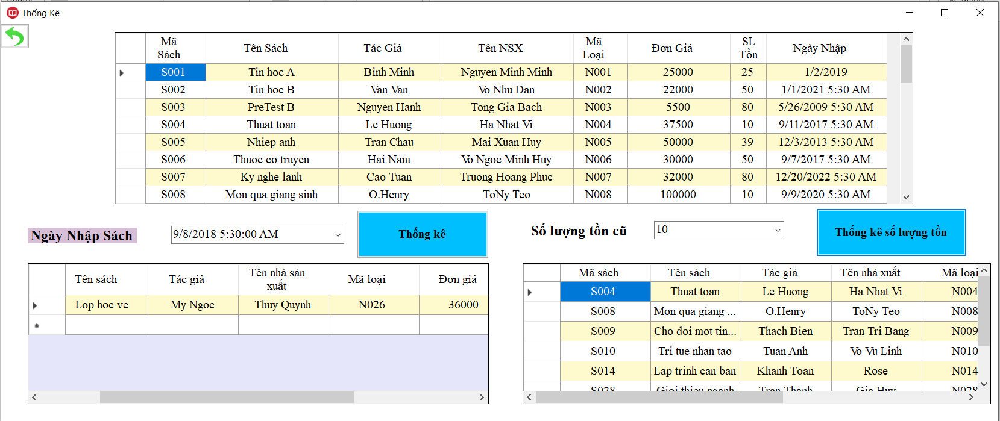 Thống Kê
Mã Sách Tên Sách Tác Giả Tên NSX Mã Loại Đơn Giá SL Tồn Ngày Nhập
S001 Tin hoc A Binh Minh Nguyen Minh Minh N001 25000 25 1/2/2019
S002 Tin hoc B Van Van Vo Nhu Dan N002 22000 50 1/1/2021 5:30 AM
S003 PreTest B Nguyen Hanh Tong Gia Bach N003 5500 80 5/26/2009 5:30 AM
S004 Thuat toan Le Huong Ha Nhat Vi N004 37500 10 9/11/2017 5:30 AM
S005 Nhiep anh Tran Chau Mai Xuan Huy N005 50000 39 12/3/2013 5:30 AM
S006 Thuoc co truyen Hai Nam Vo Ngoc Minh Huy N006 30000 50 9/7/2017 5:30 AM
S007 Ky nghe lanh Cao Tuan Truong Hoang Phuc N007 32000 80 12/20/2022 5:30 AM
S008 Mon qua giang sinh O.Henry ToNy Teo N008 100000 10 9/9/2020 5:30 AM
Ngày Nhập Sách 9/8/2018 5:30:00 AM Thống kê
Số lượng tồn cũ 10 Thống kê số lượng tồn
Tên sách Tác giả Tên nhà sản xuất Mã loại Đơn giá
Lop hoc ve My Ngoc Thuy Quynh N026 36000
Mã sách Tên sách Tác giả Tên nhà xuất Mã loại
S004 Thuat toan Le Huong Ha Nhat Vi N004
S008 Mon qua giang ... O.Henry ToNy Teo N008
S009 Cho doi mot tin... Thach Bien Tran Tri Bang N009
S010 Tri tue nhan tao Tuan Anh Vo Vu Linh N010
S014 Lap trinh can ban Khanh Toan Rose N014
S028 Gioi thieu nganh Tran Thanh Gia Huy N028